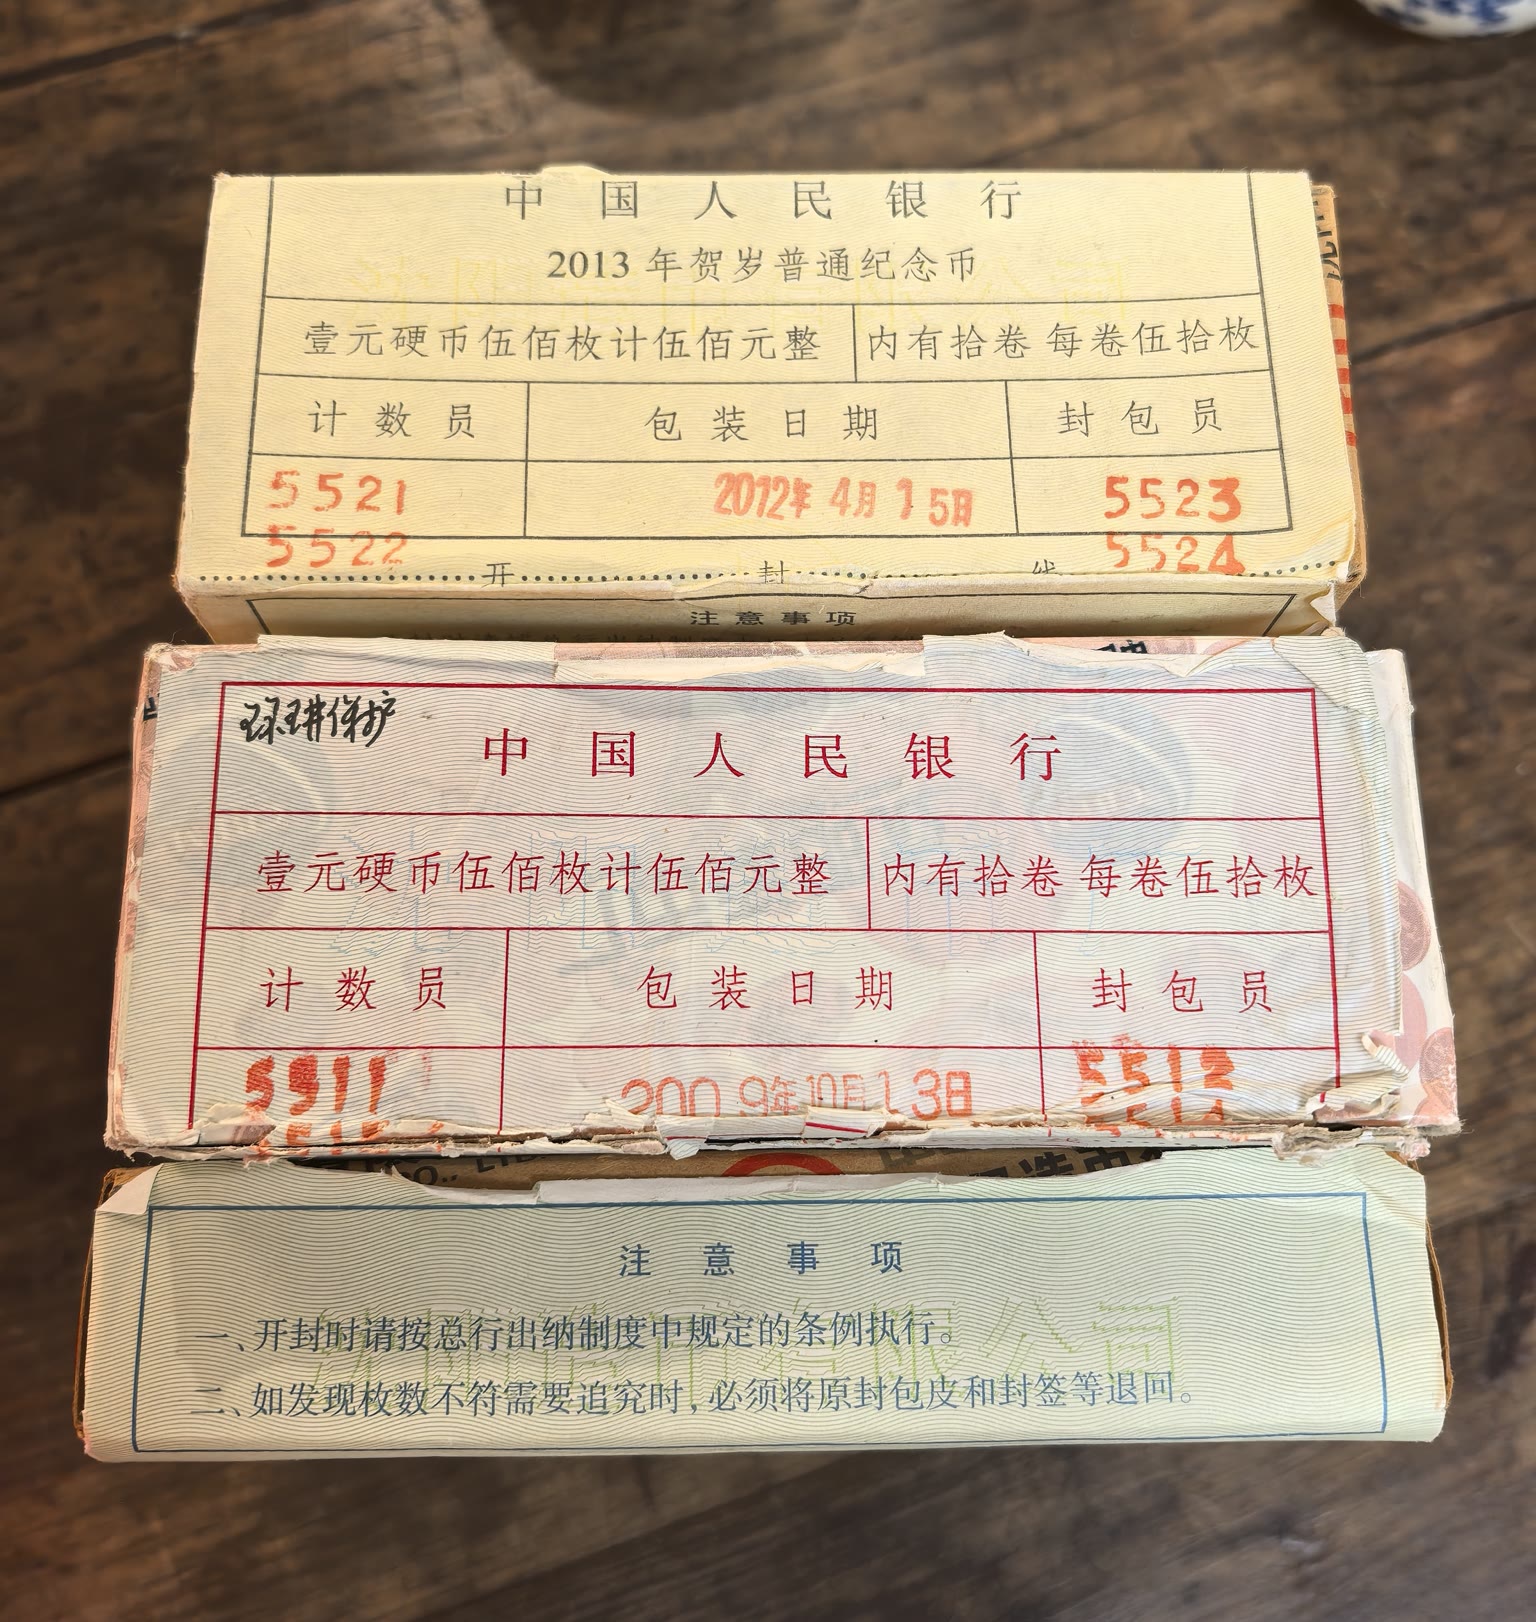 中国人民银行
2013 年贺岁普通纪念币
壹元硬币伍佰枚计伍佰元整 内有拾卷 每卷伍拾枚
计数员 包装日期 封包员
5521 2012年 4月 15日 5523
5522 5524
开 封 线
注意事项
环境保护
中国人民银行
壹元硬币伍佰枚计伍佰元整 内有拾卷 每卷伍拾枚
计数员 包装日期 封包员
2009年10月13日
注意事项
一、开封时请按总行出纳制度中规定的条例执行。
二、如发现枚数不符需要追究时，必须将原封包皮和封签等退回。